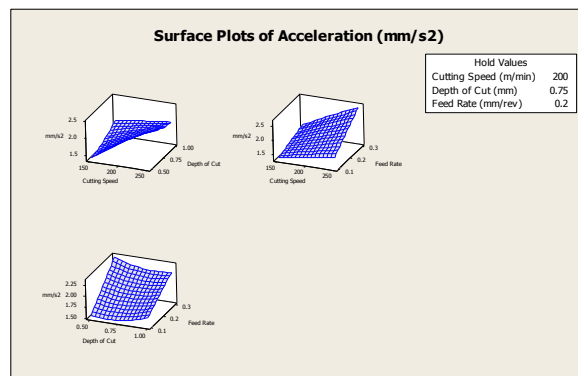 Surface Plots of Acceleration (mm/s2)
Hold Values
Cutting Speed (m/min) 200
Depth of Cut (mm) 0.75
Feed Rate (mm/rev) 0.2
2.5
2.0
1.5
mm/s2
150
200
250
Cutting Speed
0.50
0.75
1.00
Depth of Cut
2.5
2.0
1.5
mm/s2
150
200
250
Cutting Speed
0.1
0.2
0.3
Feed Rate
2.25
2.00
1.75
1.50
mm/s2
0.50
0.75
1.00
Depth of Cut
0.1
0.2
0.3
Feed Rate